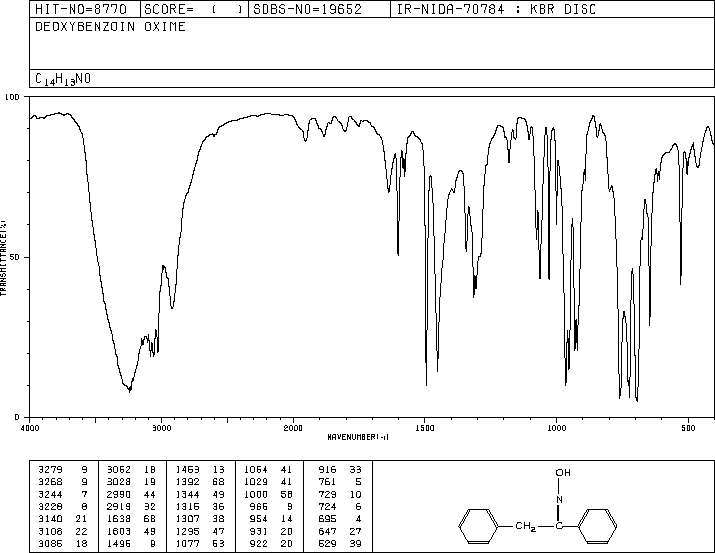 HIT-NO=8770 SCORE= ( ) SDBS-NO=19652 IR-NIDA-70784 : KBR DISC
DEOXYBENZOIN OXIME
C14H13NO
100
50
0
TRANSMITTANCE(%)
4000 3000 2000 1500 1000 500
WAVENUMBER(-1)
3279 9 3062 18 1453 13 1064 41 916 33
3268 9 3028 19 1392 68 1029 41 761 5
3244 7 2990 44 1344 49 1000 58 729 10
3228 8 2919 32 1315 36 966 9 724 6
3140 21 1638 68 1307 38 954 14 695 4
3106 22 1603 49 1295 47 931 20 647 27
3085 18 1495 9 1077 53 922 20 529 39
OH
N
CH2 C